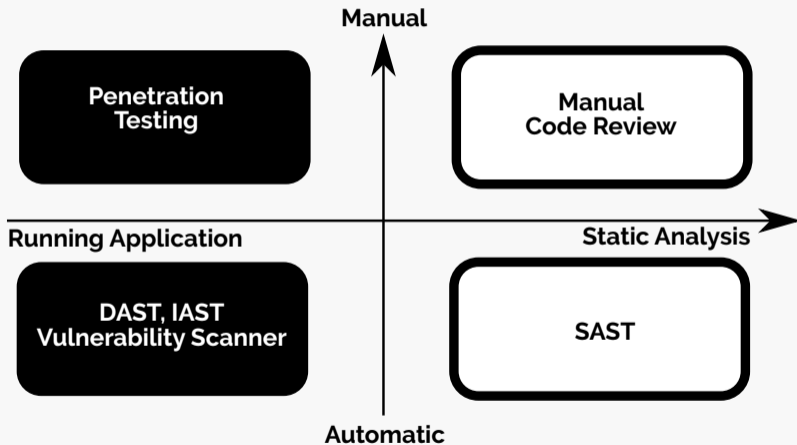 Manual
Penetration
Testing
Manual
Code Review
Running Application
Static Analysis
DAST, IAST
Vulnerability Scanner
SAST
Automatic